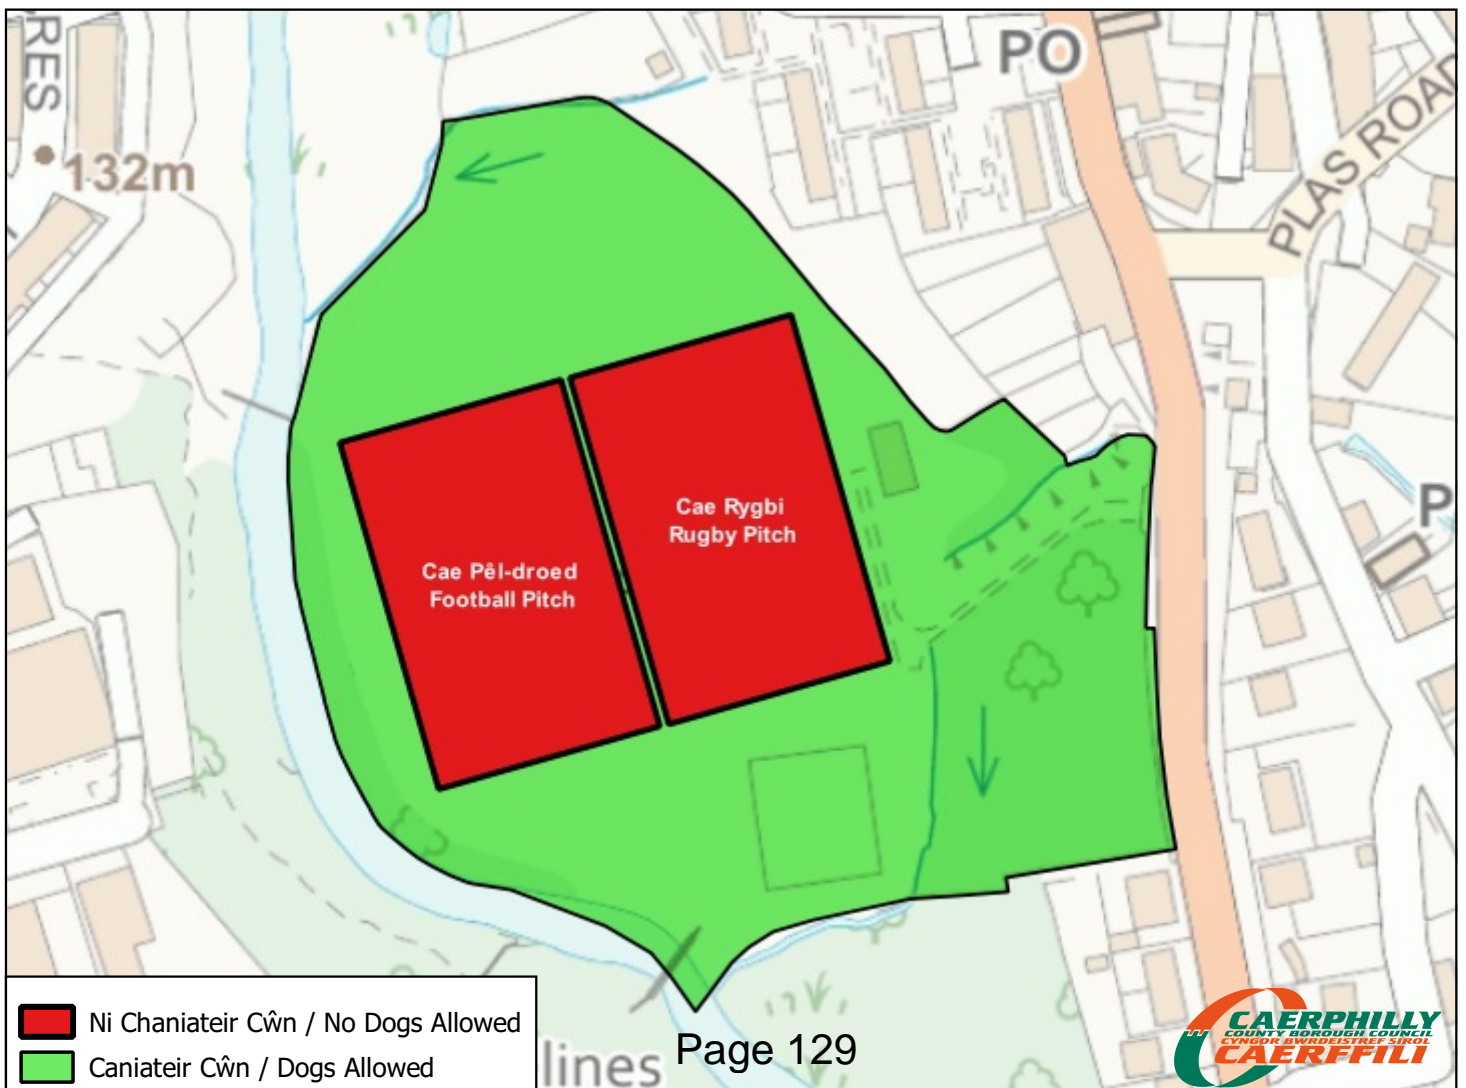 RES
132m
PO
PLAS ROAD
P
Cae Rygbi
Rugby Pitch
Cae Pêl-droed
Football Pitch
Ni Chaniateir Cŵn / No Dogs Allowed
Caniateir Cŵn / Dogs Allowed
lines
Page 129
CAERPHILLY
COUNTY BOROUGH COUNCIL
CYNGOR BWRDEISTREF SIROL
CAERFFILI